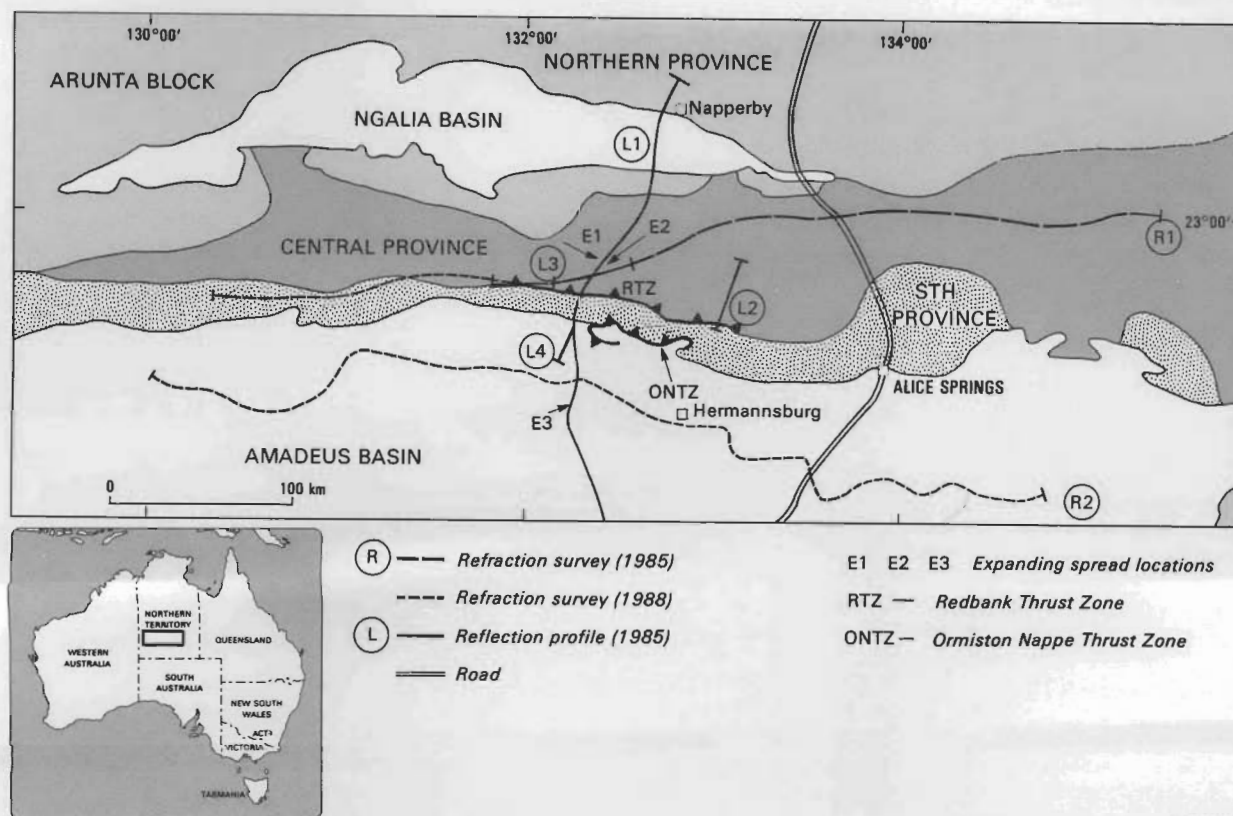 130°00'
132°00'
134°00'
ARUNTA BLOCK
NORTHERN PROVINCE
NGALIA BASIN
Napperby
L1
23°00'
R1
CENTRAL PROVINCE
E1
E2
L3
RTZ
L2
STH
PROVINCE
L4
ONTZ
ALICE SPRINGS
E3
Hermannsburg
AMADEUS BASIN
0 100 km
R2
NORTHERN
TERRITORY
QUEENSLAND
WESTERN
AUSTRALIA
SOUTH
AUSTRALIA
NEW SOUTH
WALES
ACT
VICTORIA
TASMANIA
R Refraction survey (1985)
Refraction survey (1988)
L Reflection profile (1985)
Road
E1 E2 E3 Expanding spread locations
RTZ — Redbank Thrust Zone
ONTZ — Ormiston Nappe Thrust Zone